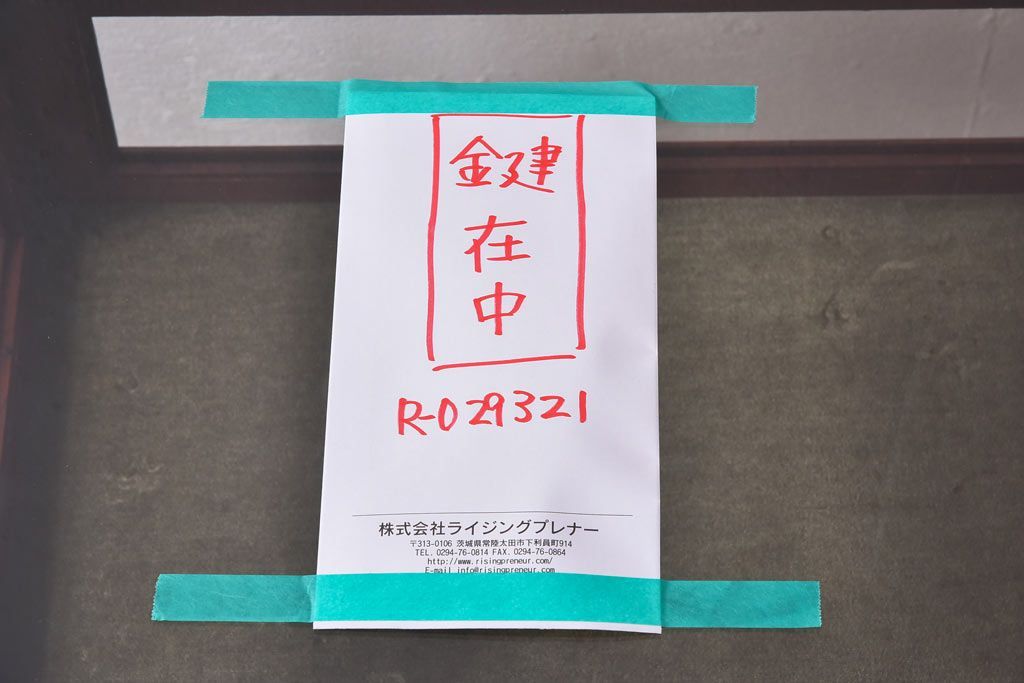 鍵
在
中
R-029321
株式会社ライジングプレナー
〒313-0106 茨城県常陸太田市下利員町914
TEL. 0294-76-0814 FAX. 0294-76-0864
http://www.risingpreneur.com/
E-mail info@risingpreneur.com